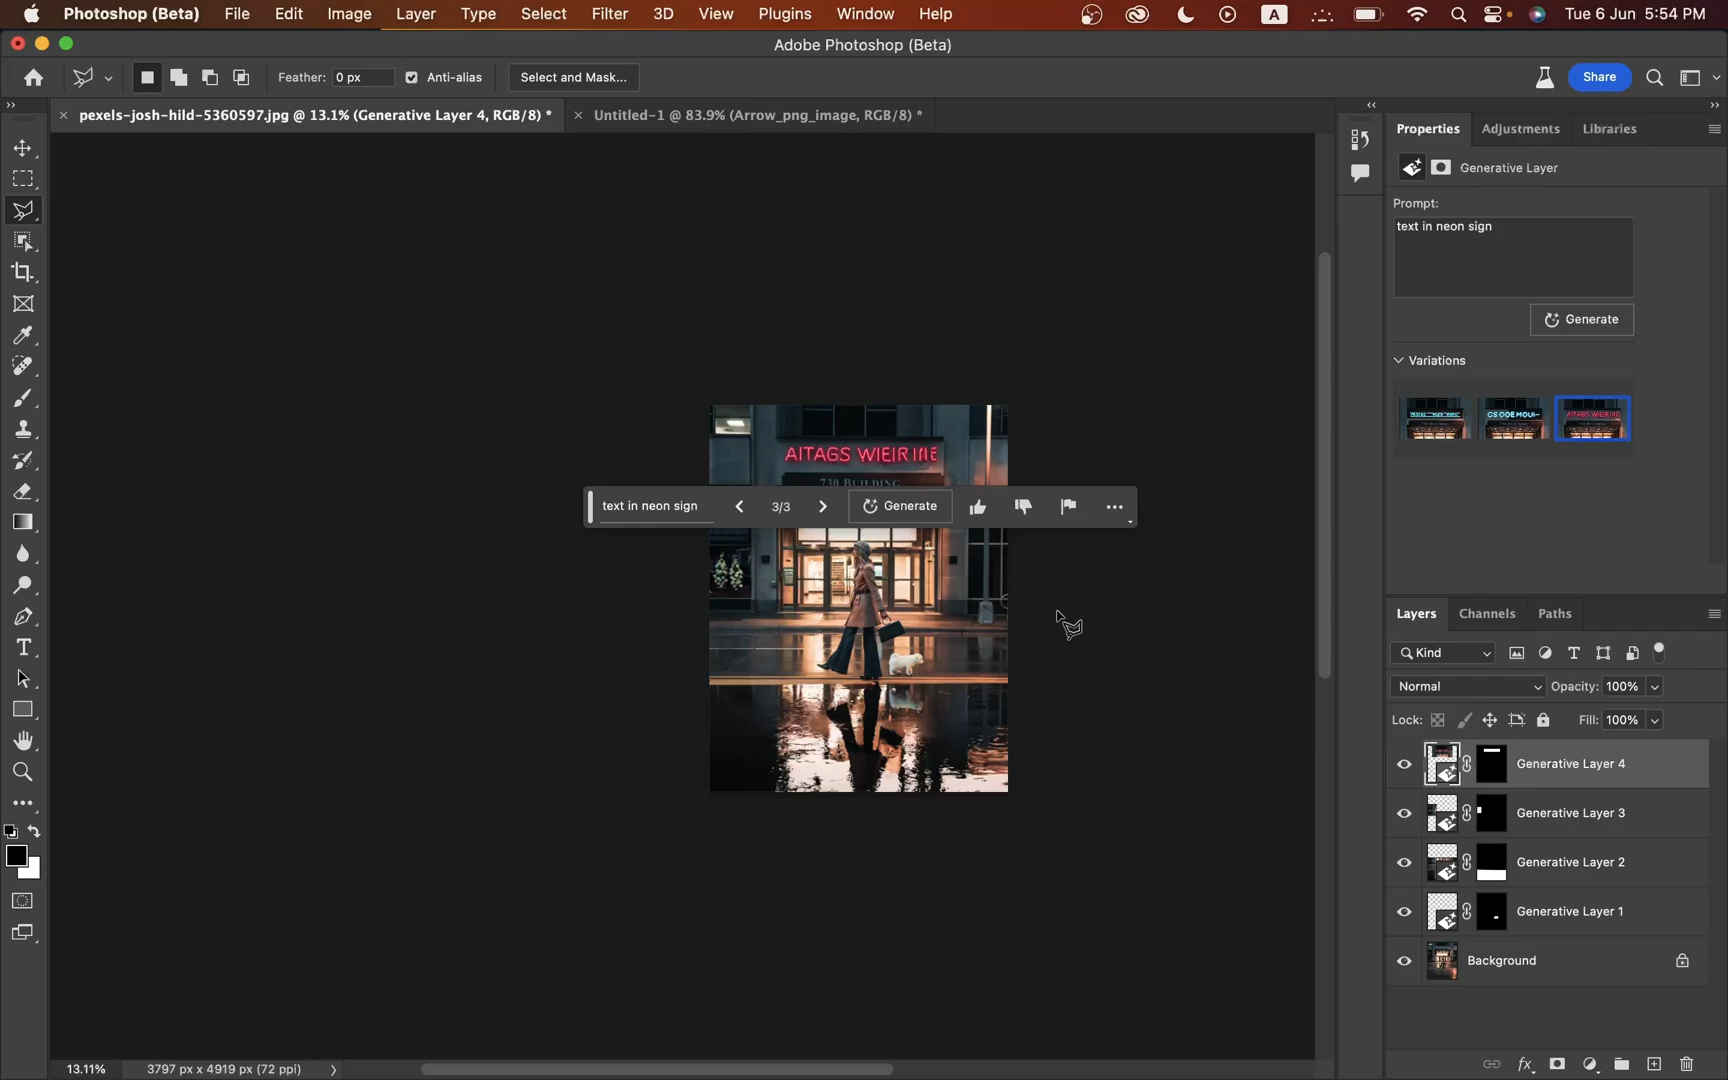 Photoshop (Beta) File Edit Image Layer Type Select Filter 3D View Plugins Window Help A Tue 6 Jun 5:54 PM
Adobe Photoshop (Beta)
Feather: 0 px Anti-alias Select and Mask... Share
pexels-josh-hild-5360597.jpg @ 13.1% (Generative Layer 4, RGB/8) *
Untitled-1 @ 83.9% (Arrow_png_image, RGB/8) *
Properties Adjustments Libraries
Generative Layer
Prompt:
text in neon sign
Generate
Variations
730 BUILDING
text in neon sign 3/3 Generate
Layers Channels Paths
Kind
Normal Opacity: 100%
Lock: Fill: 100%
Generative Layer 4
Generative Layer 3
Generative Layer 2
Generative Layer 1
Background
13.11% 3797 px x 4919 px (72 ppi)